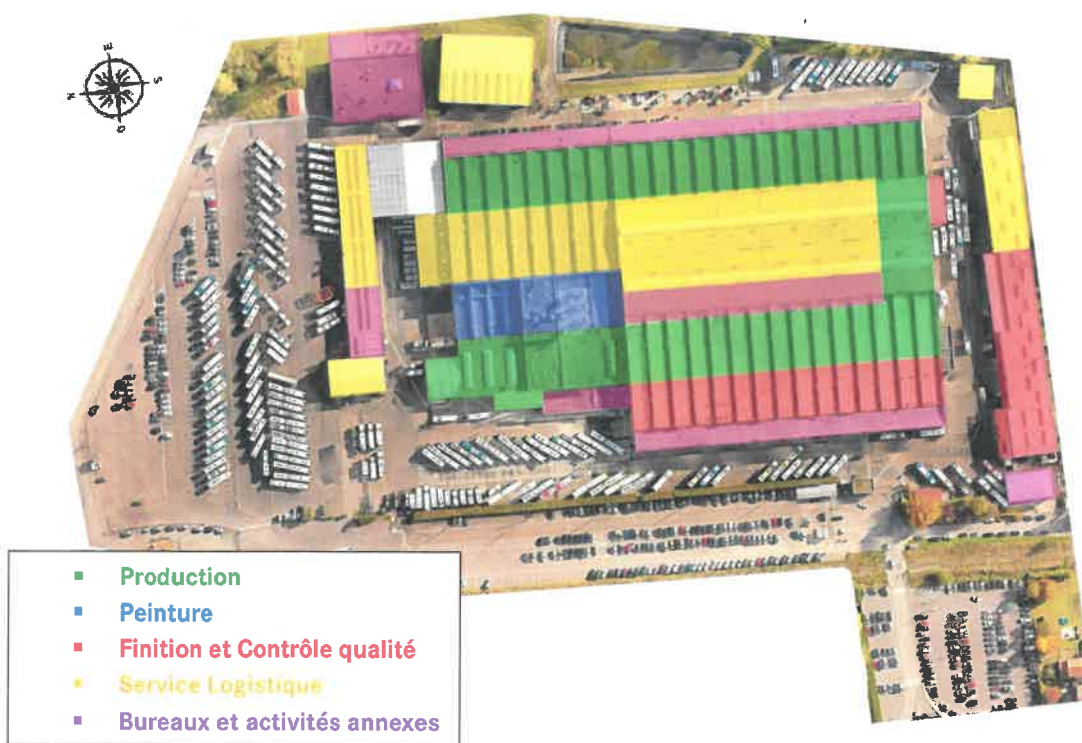 E
N
S
O
Production
Peinture
Finition et Contrôle qualité
Service Logistique
Bureaux et activités annexes